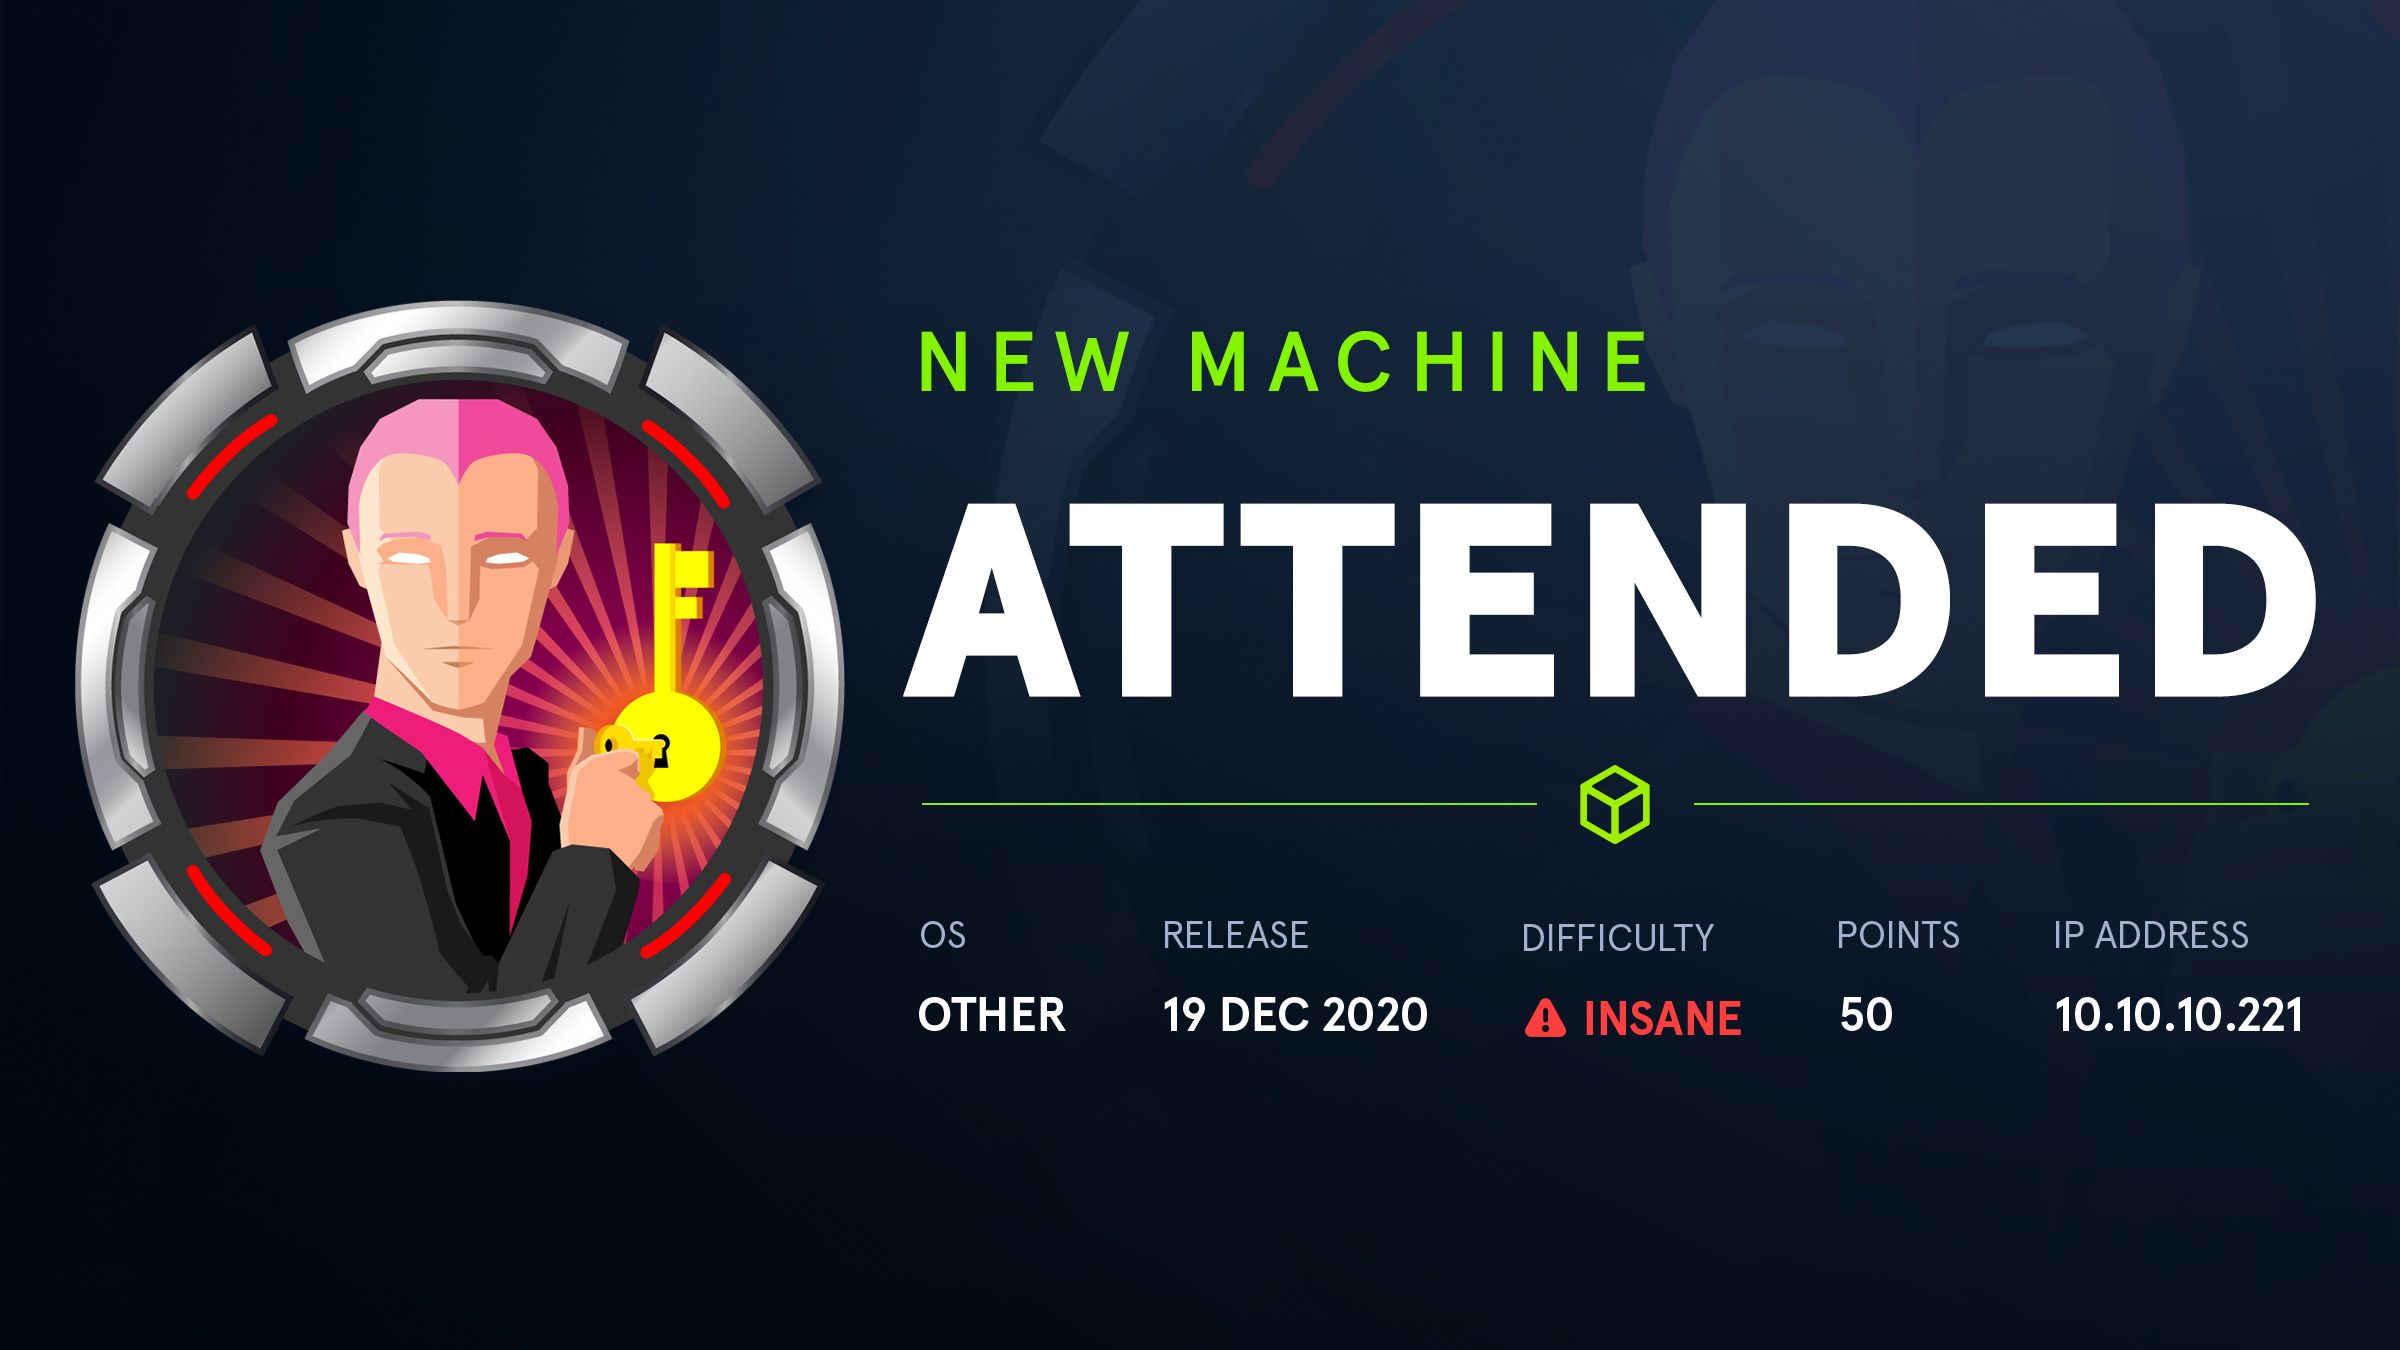 NEW MACHINE
ATTENDED
OS RELEASE DIFFICULTY POINTS IP ADDRESS
OTHER 19 DEC 2020 INSANE 50 10.10.10.221